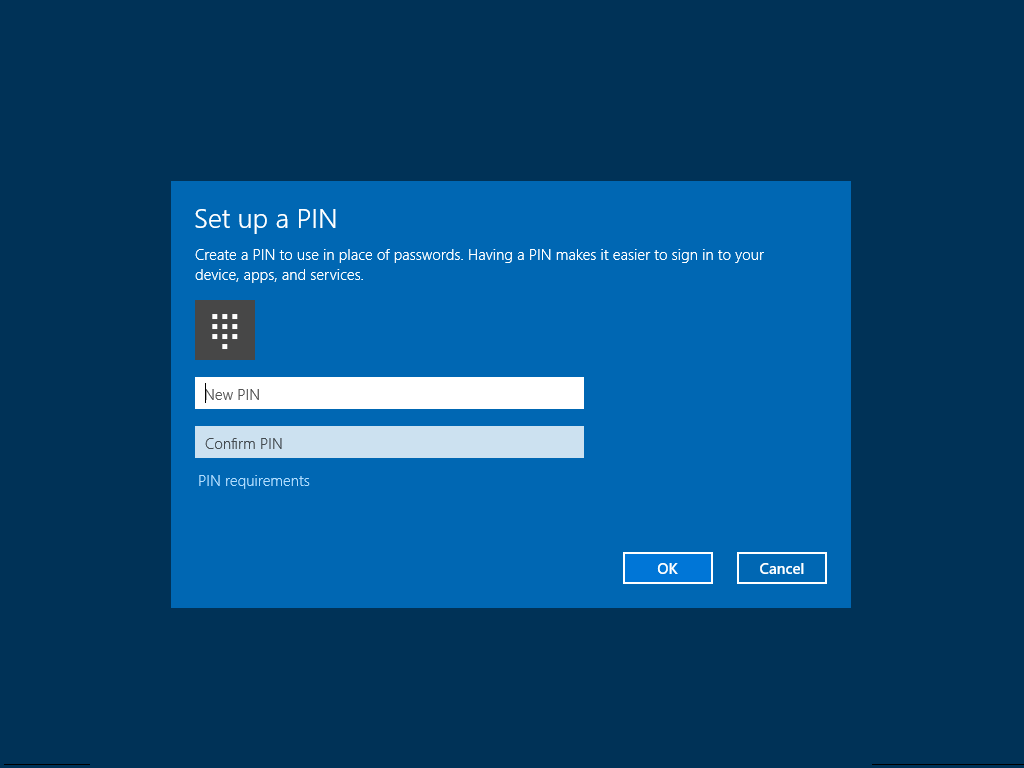 Set up a PIN
Create a PIN to use in place of passwords. Having a PIN makes it easier to sign in to your
device, apps, and services.
New PIN
Confirm PIN
PIN requirements
OK
Cancel